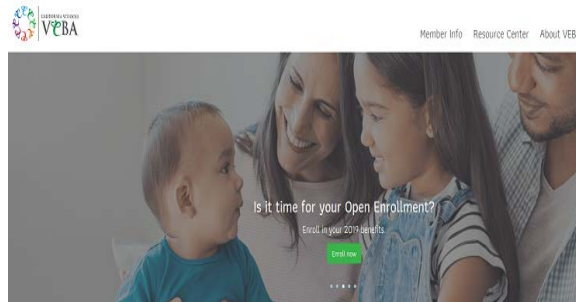 VEBA
Member Info Resource Center About VEB
Is it time for your Open Enrollment?
Enroll in your 2019 benefits
Enroll now